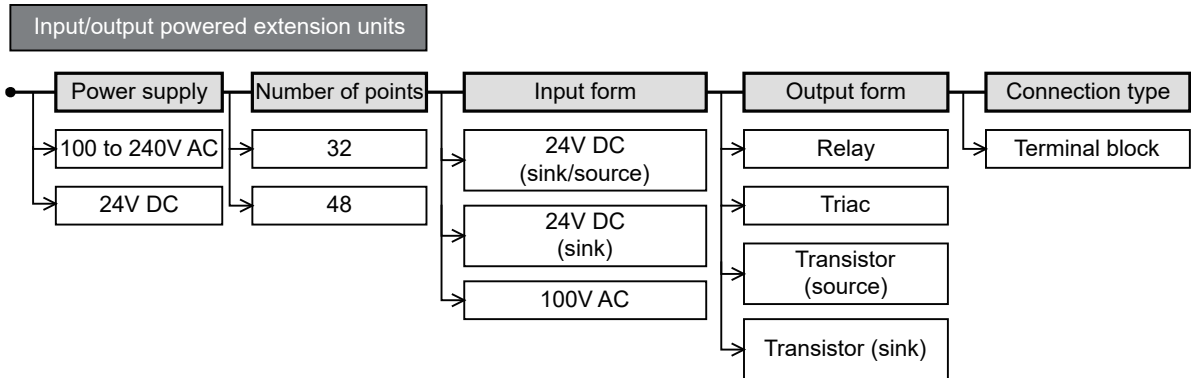 Input/output powered extension units
Power supply
Number of points
Input form
Output form
Connection type
100 to 240V AC
24V DC
32
48
24V DC
(sink/source)
24V DC
(sink)
100V AC
Relay
Triac
Transistor
(source)
Transistor (sink)
Terminal block